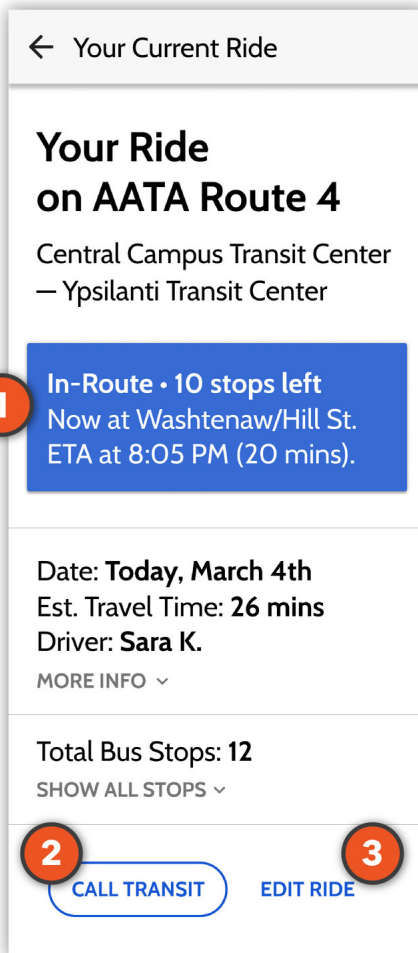 ← Your Current Ride
Your Ride
on AATA Route 4
Central Campus Transit Center
— Ypsilanti Transit Center
1
In-Route • 10 stops left
Now at Washtenaw/Hill St.
ETA at 8:05 PM (20 mins).
Date: Today, March 4th
Est. Travel Time: 26 mins
Driver: Sara K.
MORE INFO
Total Bus Stops: 12
SHOW ALL STOPS
2
3
CALL TRANSIT
EDIT RIDE